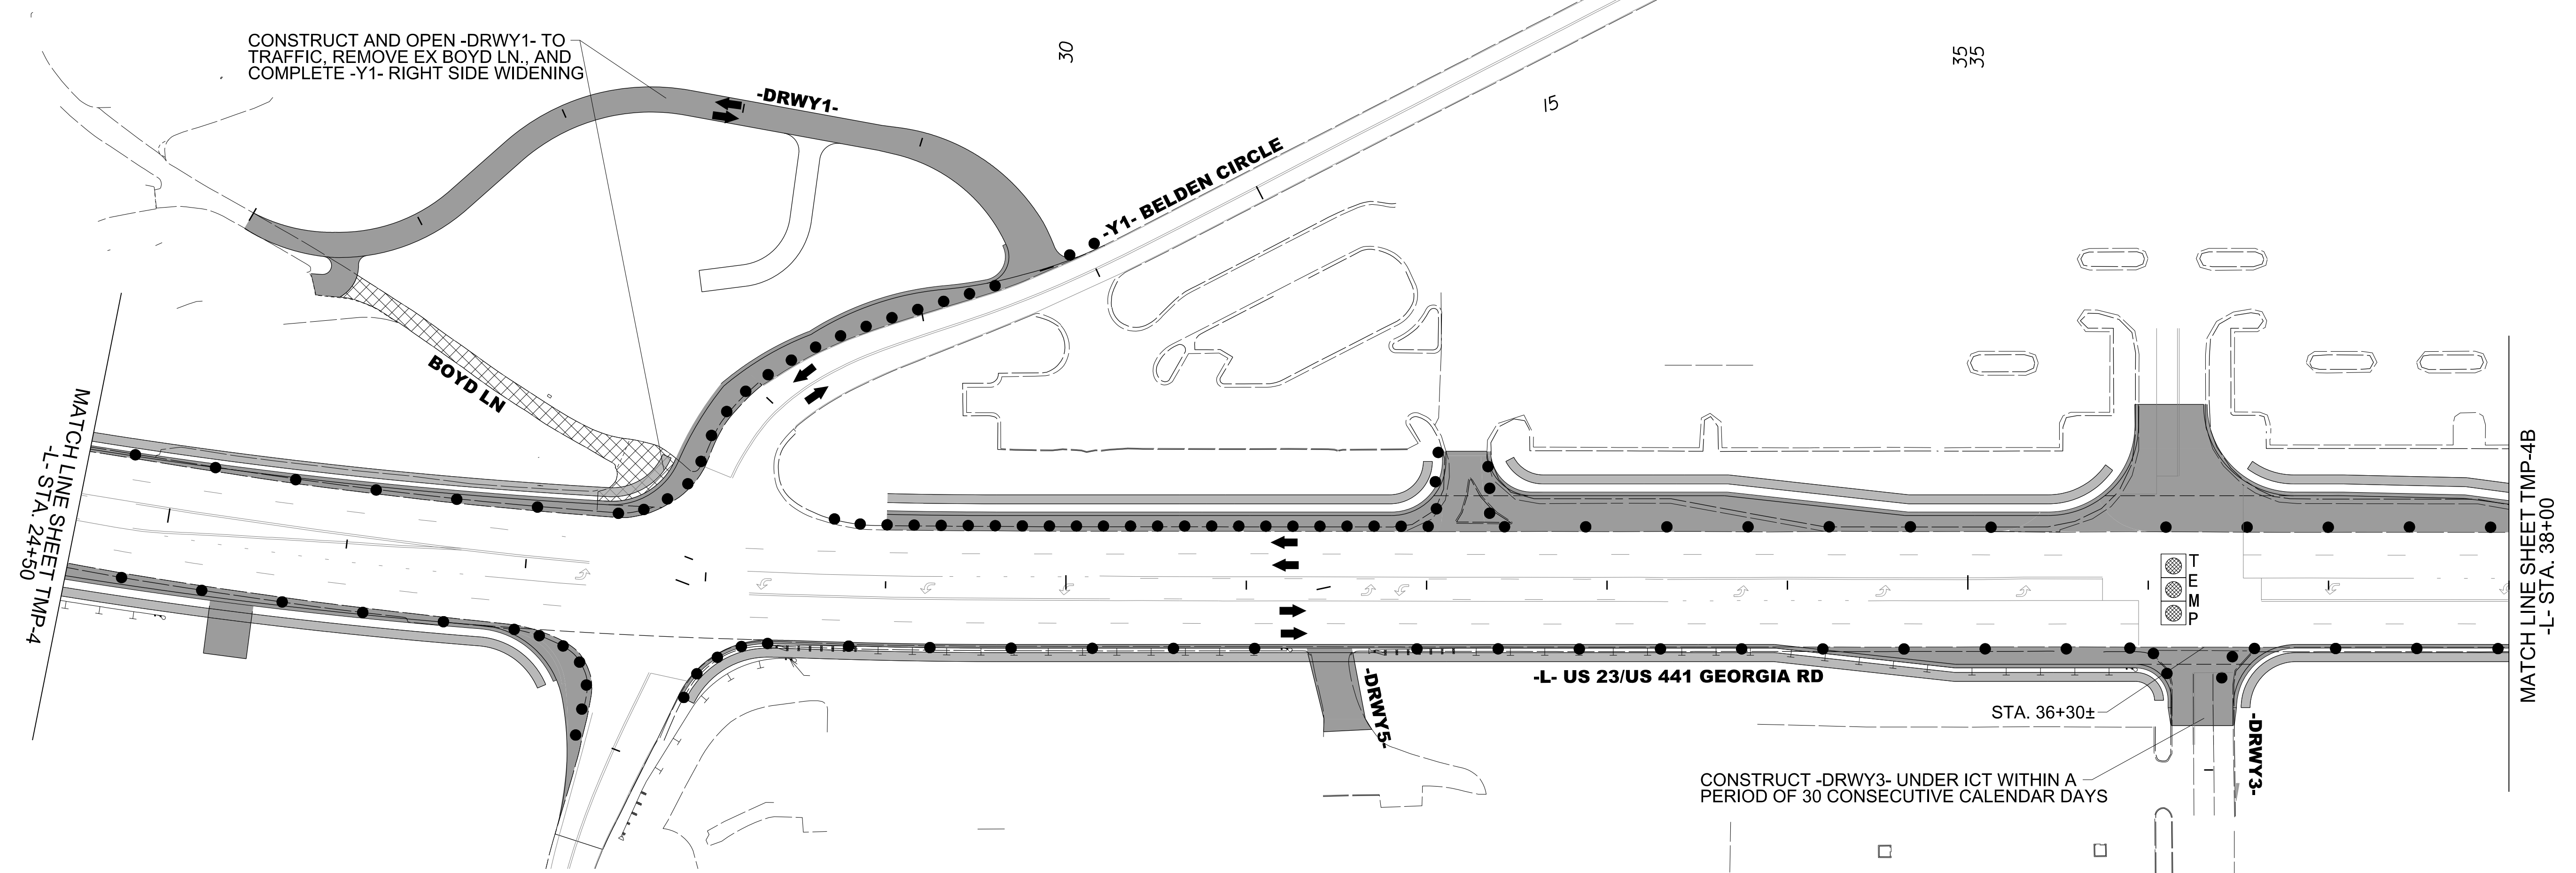 CONSTRUCT AND OPEN -DRWY1- TO
TRAFFIC, REMOVE EX BOYD LN., AND
COMPLETE -Y1- RIGHT SIDE WIDENING
-DRWY1-
30
35
35
15
-Y1- BELDEN CIRCLE
BOYD LN
MATCH LINE SHEET TMP-4
-L- STA. 24+50
TEMP
MATCH LINE SHEET TMP-4B
-L- STA. 38+00
-DRWY5-
-L- US 23/US 441 GEORGIA RD
STA. 36+30±
-DRWY3-
CONSTRUCT -DRWY3- UNDER ICT WITHIN A
PERIOD OF 30 CONSECUTIVE CALENDAR DAYS